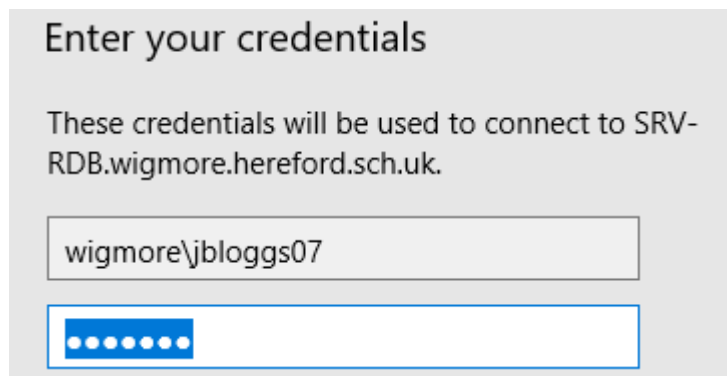 Enter your credentials
These credentials will be used to connect to SRV-
RDB.wigmore.hereford.sch.uk.
wigmore\jbloggs07
●●●●●●●